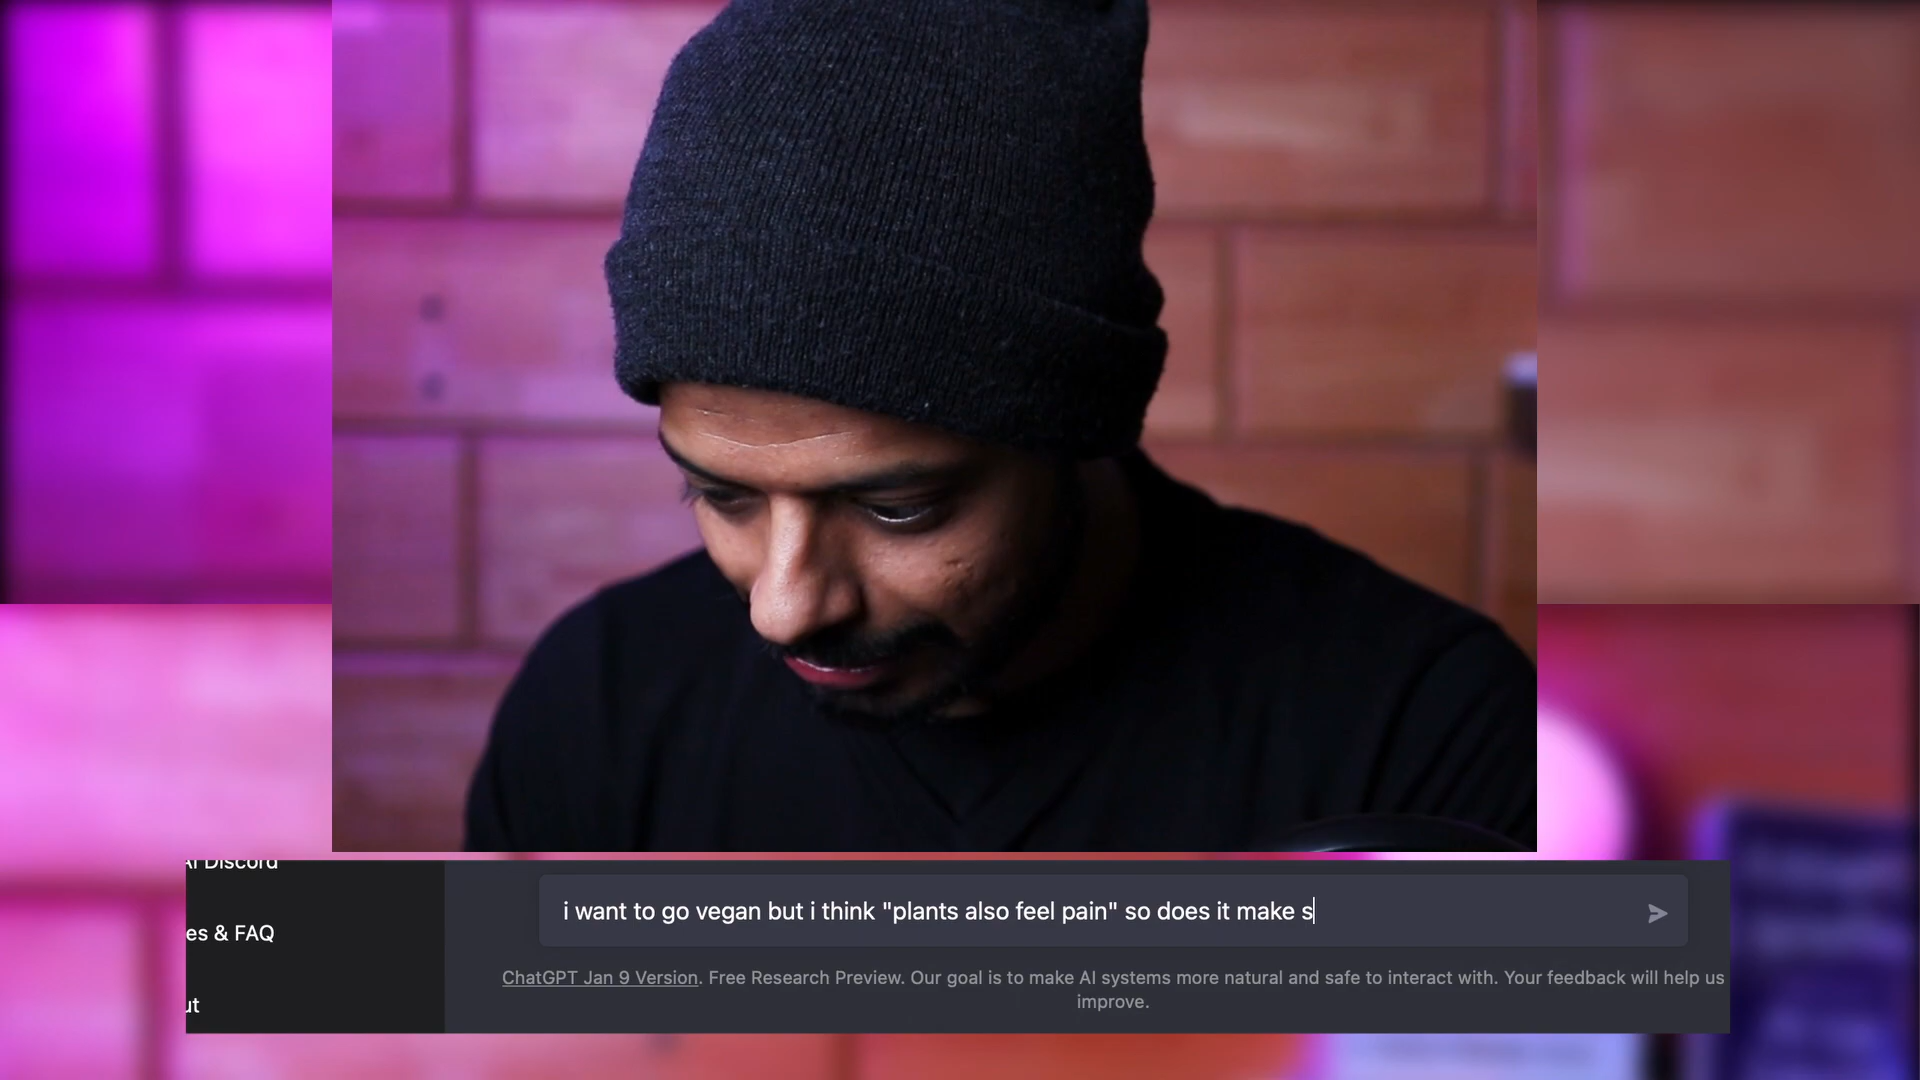 AI Discord
es & FAQ
ut
i want to go vegan but i think "plants also feel pain" so does it make s
ChatGPT Jan 9 Version. Free Research Preview. Our goal is to make AI systems more natural and safe to interact with. Your feedback will help us
improve.